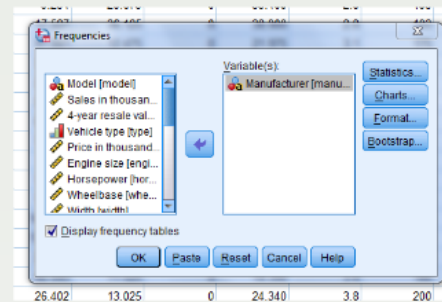 Frequencies
Variable(s):
Model [model]
Sales in thousan...
4-year resale val...
Vehicle type [type]
Price in thousand...
Engine size [engi...
Horsepower [hor...
Wheelbase [whe...
Width [width]
Manufacturer [manu...
Statistics...
Charts...
Format...
Bootstrap...
Display frequency tables
OK Paste Reset Cancel Help
26.402 13.025 0 24.340 3.8 200